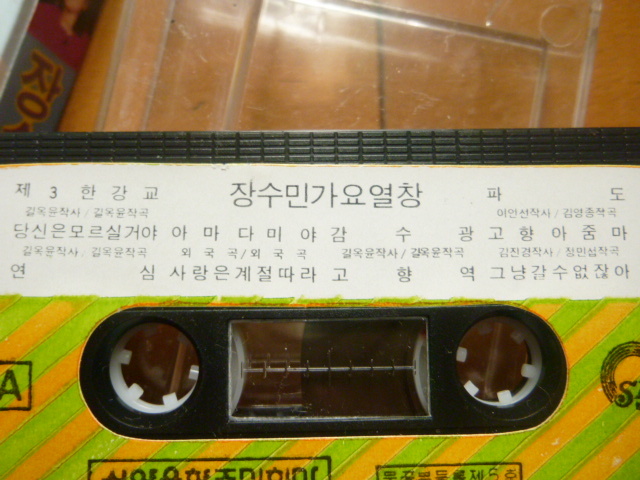 제 3 한 강 교 장수민가요열창 파 도
길옥윤작사 / 길옥윤작곡 이인선작사 / 김영종작곡
당신은모르실거야 아 마 다 미 야 감 수 광 고 향 아 줌 마
길옥윤작사 / 길옥윤작곡 외 국 곡 / 외 국 곡 길옥윤작사 / 길옥윤작곡 김진경작사 / 정민섭작곡
연 심 사랑은계절따라 고 향 역 그냥갈수없잖아
A